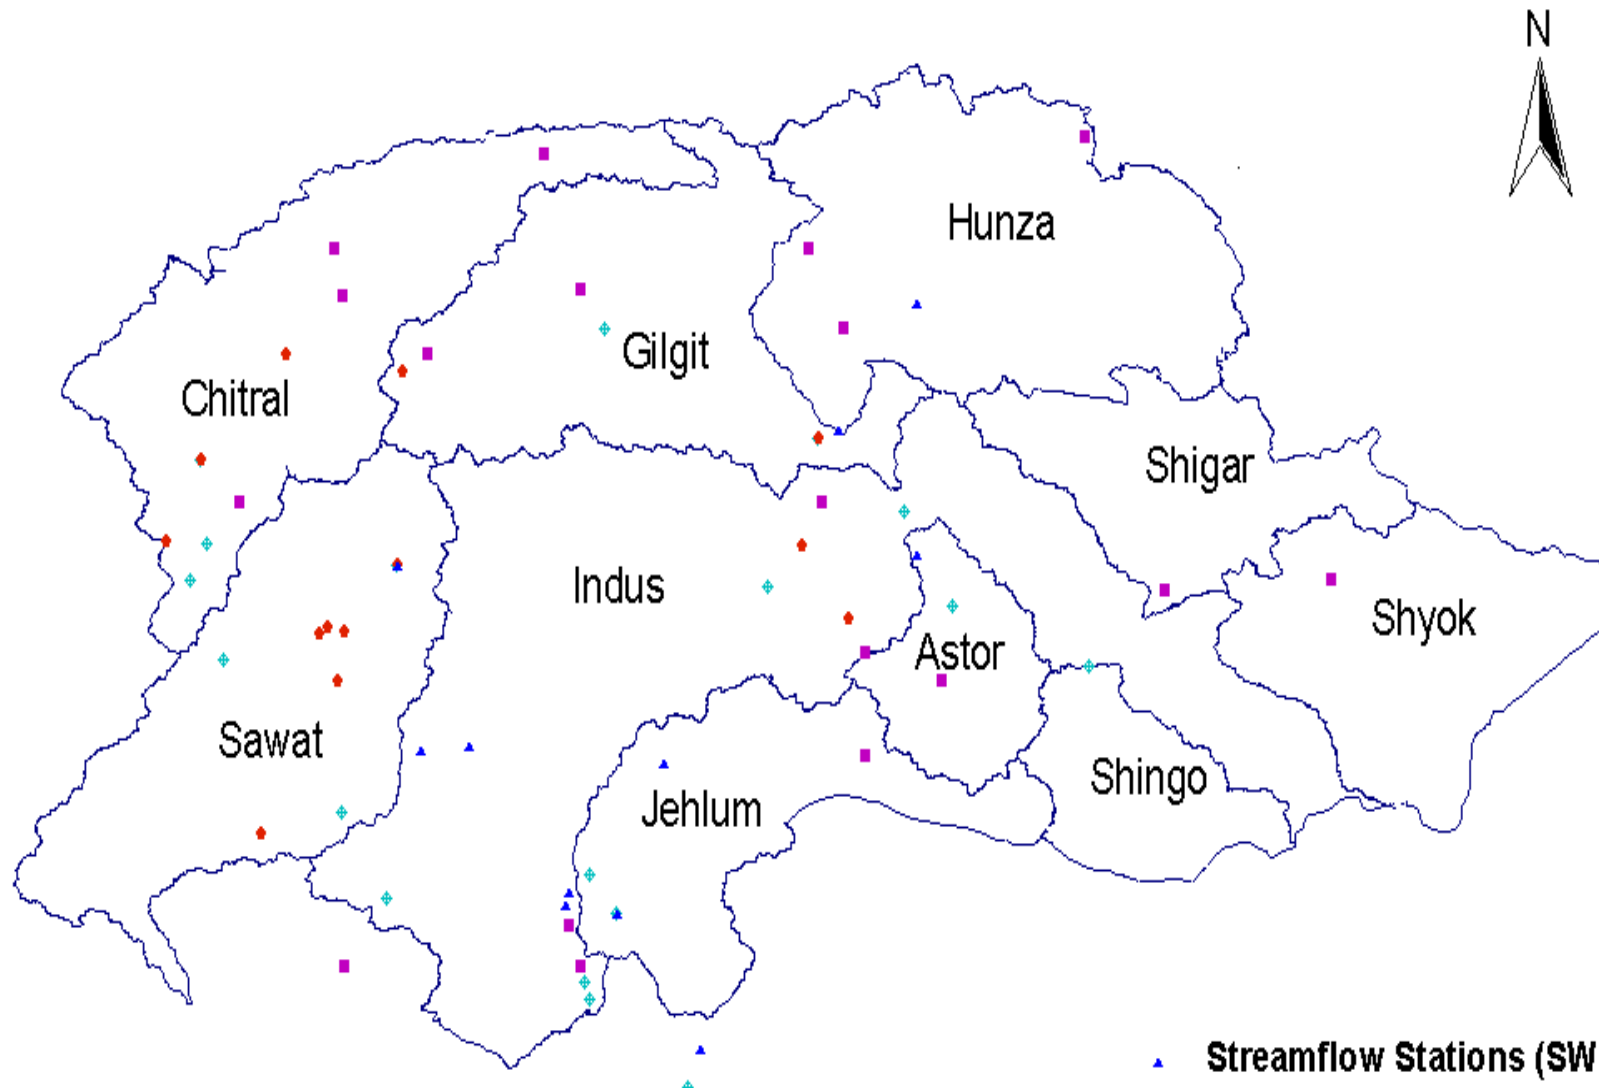 N
Hunza
Gilgit
Chitral
Shigar
Indus
Shyok
Astor
Sawat
Shingo
Jehlum
Streamflow Stations (SW